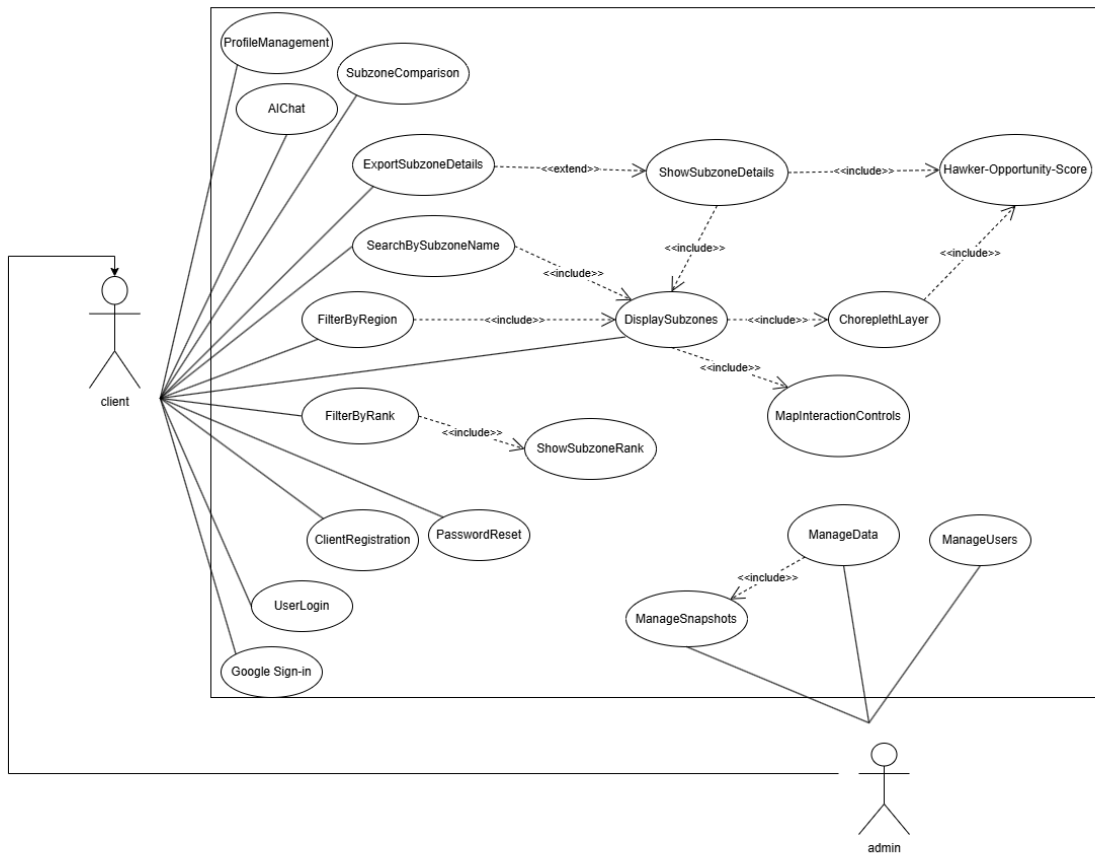 ProfileManagement
SubzoneComparison
AIChat
ExportSubzoneDetails
<<extend>>
ShowSubzoneDetails
<<include>>
Hawker-Opportunity-Score
SearchBySubzoneName
<<include>>
<<include>>
<<include>>
FilterByRegion
<<include>>
DisplaySubzones
<<include>>
ChoreplethLayer
<<include>>
client
FilterByRank
<<include>>
MapInteractionControls
ShowSubzoneRank
ClientRegistration
PasswordReset
ManageData
ManageUsers
<<include>>
UserLogin
ManageSnapshots
Google Sign-in
admin